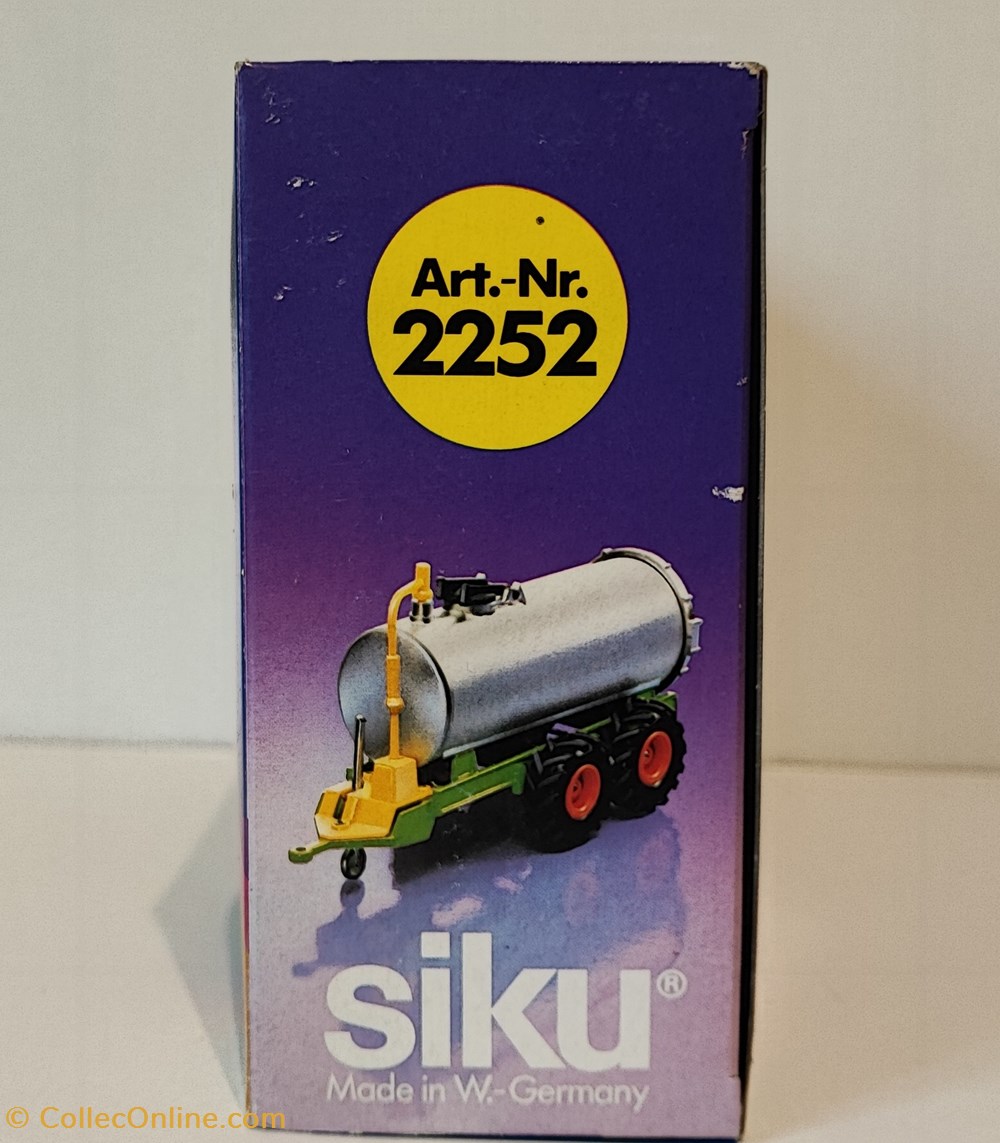 Art.-Nr.
2252
siku®
Made in W.-Germany
© CollecOnline.com